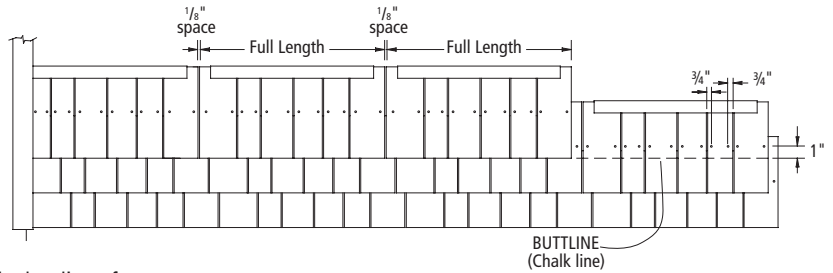 1/8"
space
1/8"
space
Full Length
Full Length
3/4"
3/4"
1"
BUTTLINE
(Chalk line)